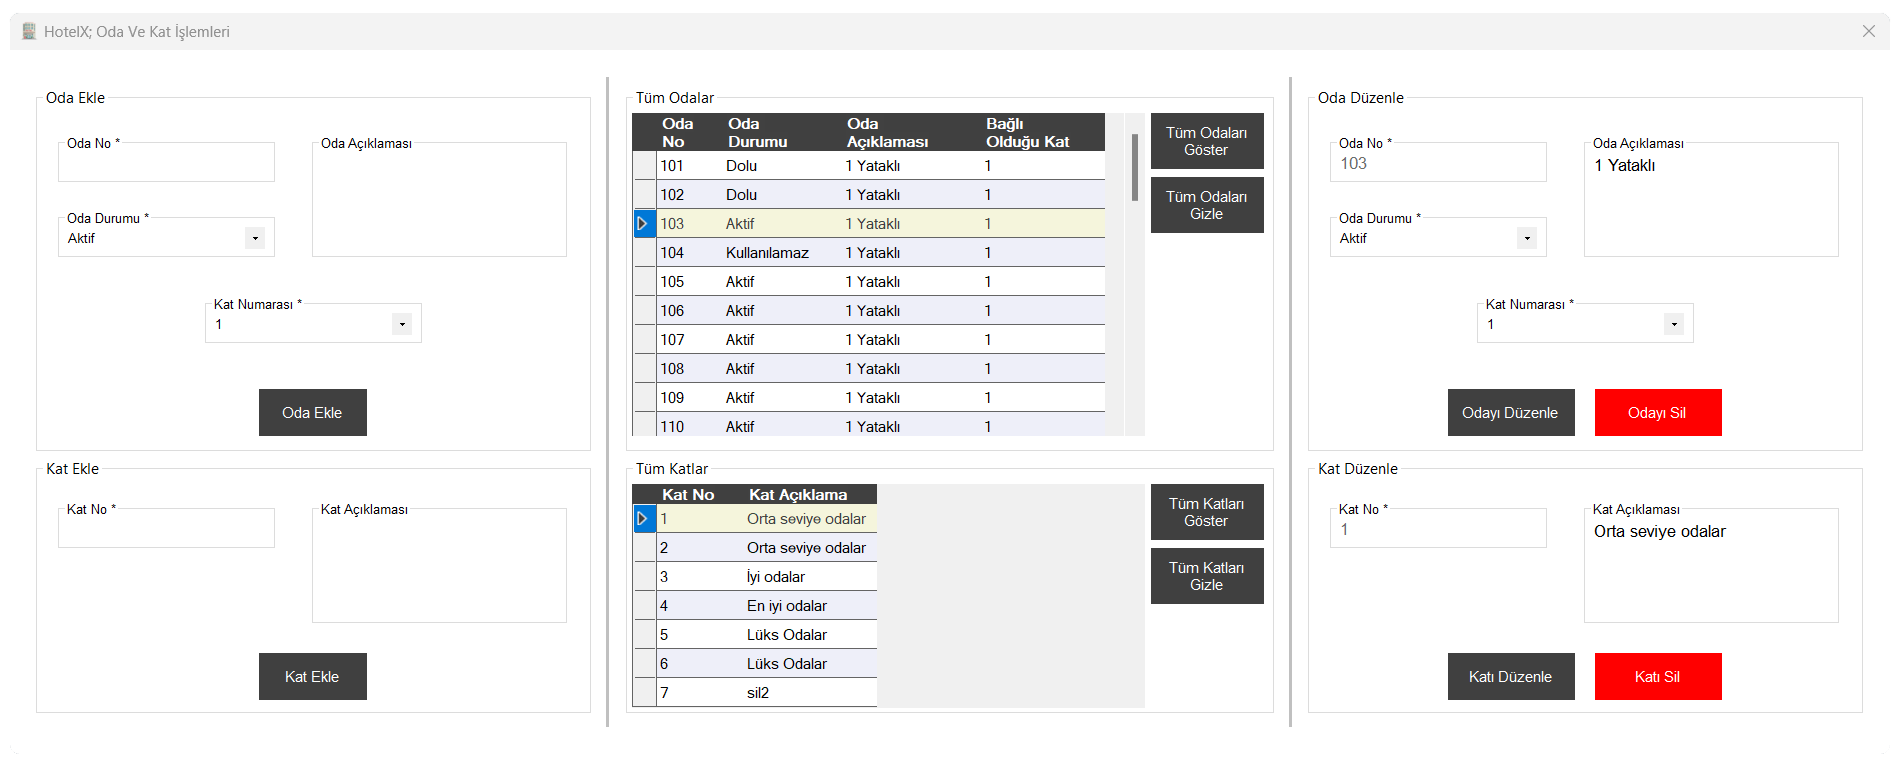 HotelX; Oda Ve Kat İşlemleri
Oda Ekle
Oda No *
Oda Açıklaması
Oda Durumu *
Aktif
Kat Numarası *
1
Oda Ekle
Kat Ekle
Kat No *
Kat Açıklaması
Kat Ekle
Tüm Odalar
Oda No Oda Durumu Oda Açıklaması Bağlı Olduğu Kat
101 Dolu 1 Yataklı 1
102 Dolu 1 Yataklı 1
103 Aktif 1 Yataklı 1
104 Kullanılamaz 1 Yataklı 1
105 Aktif 1 Yataklı 1
106 Aktif 1 Yataklı 1
107 Aktif 1 Yataklı 1
108 Aktif 1 Yataklı 1
109 Aktif 1 Yataklı 1
110 Aktif 1 Yataklı 1
Tüm Odaları
Göster
Tüm Odaları
Gizle
Tüm Katlar
Kat No Kat Açıklama
1 Orta seviye odalar
2 Orta seviye odalar
3 İyi odalar
4 En iyi odalar
5 Lüks Odalar
6 Lüks Odalar
7 sil2
Tüm Katları
Göster
Tüm Katları
Gizle
Oda Düzenle
Oda No *
103
Oda Açıklaması
1 Yataklı
Oda Durumu *
Aktif
Kat Numarası *
1
Odayı Düzenle
Odayı Sil
Kat Düzenle
Kat No *
1
Kat Açıklaması
Orta seviye odalar
Katı Düzenle
Katı Sil